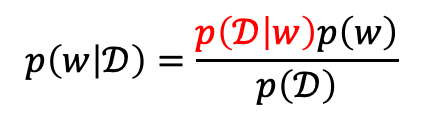 p(w|𝒟) = p(𝒟|w)p(w) / p(𝒟)